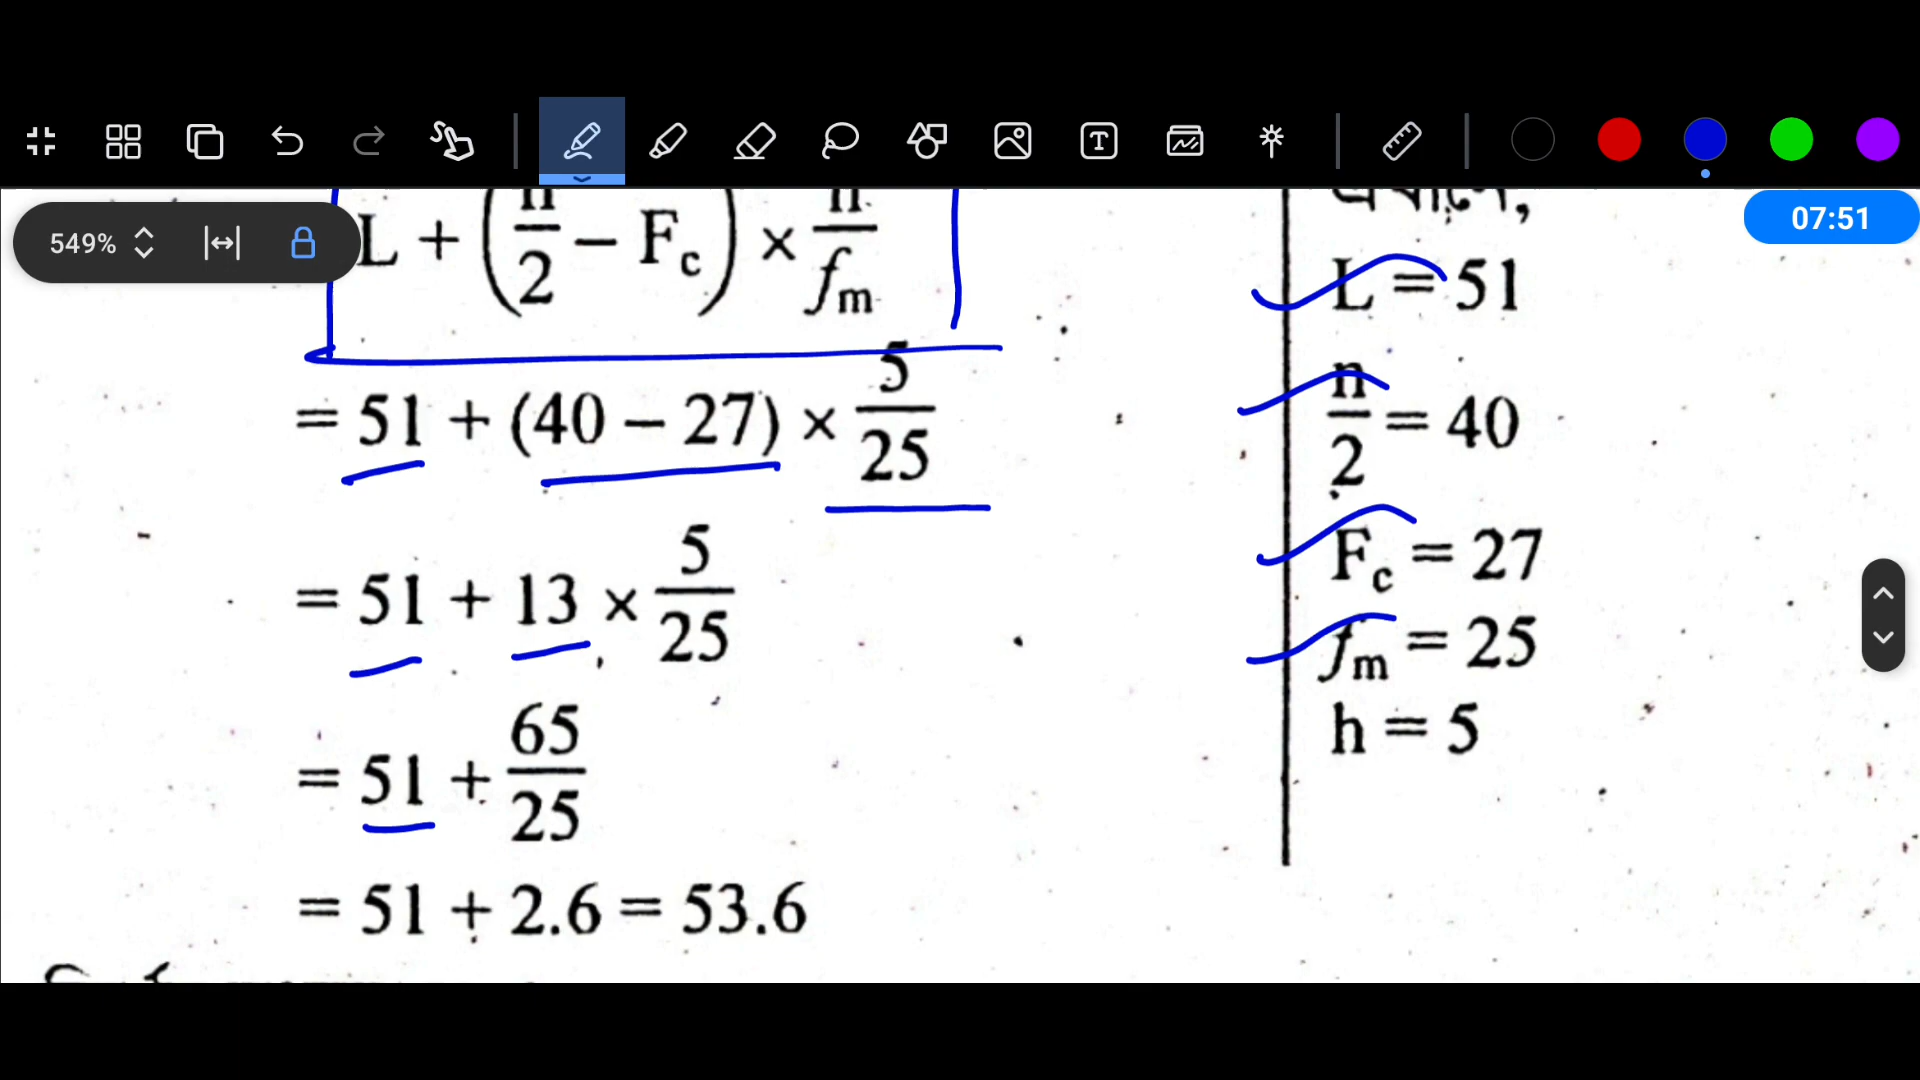 549%
07:51
L + (n/2 − F_c) × h/f_m
= 51 + (40 − 27) × 5/25
= 51 + 13 × 5/25
= 51 + 65/25
= 51 + 2.6 = 53.6
এখানে,
L = 51
n/2 = 40
F_c = 27
f_m = 25
h = 5